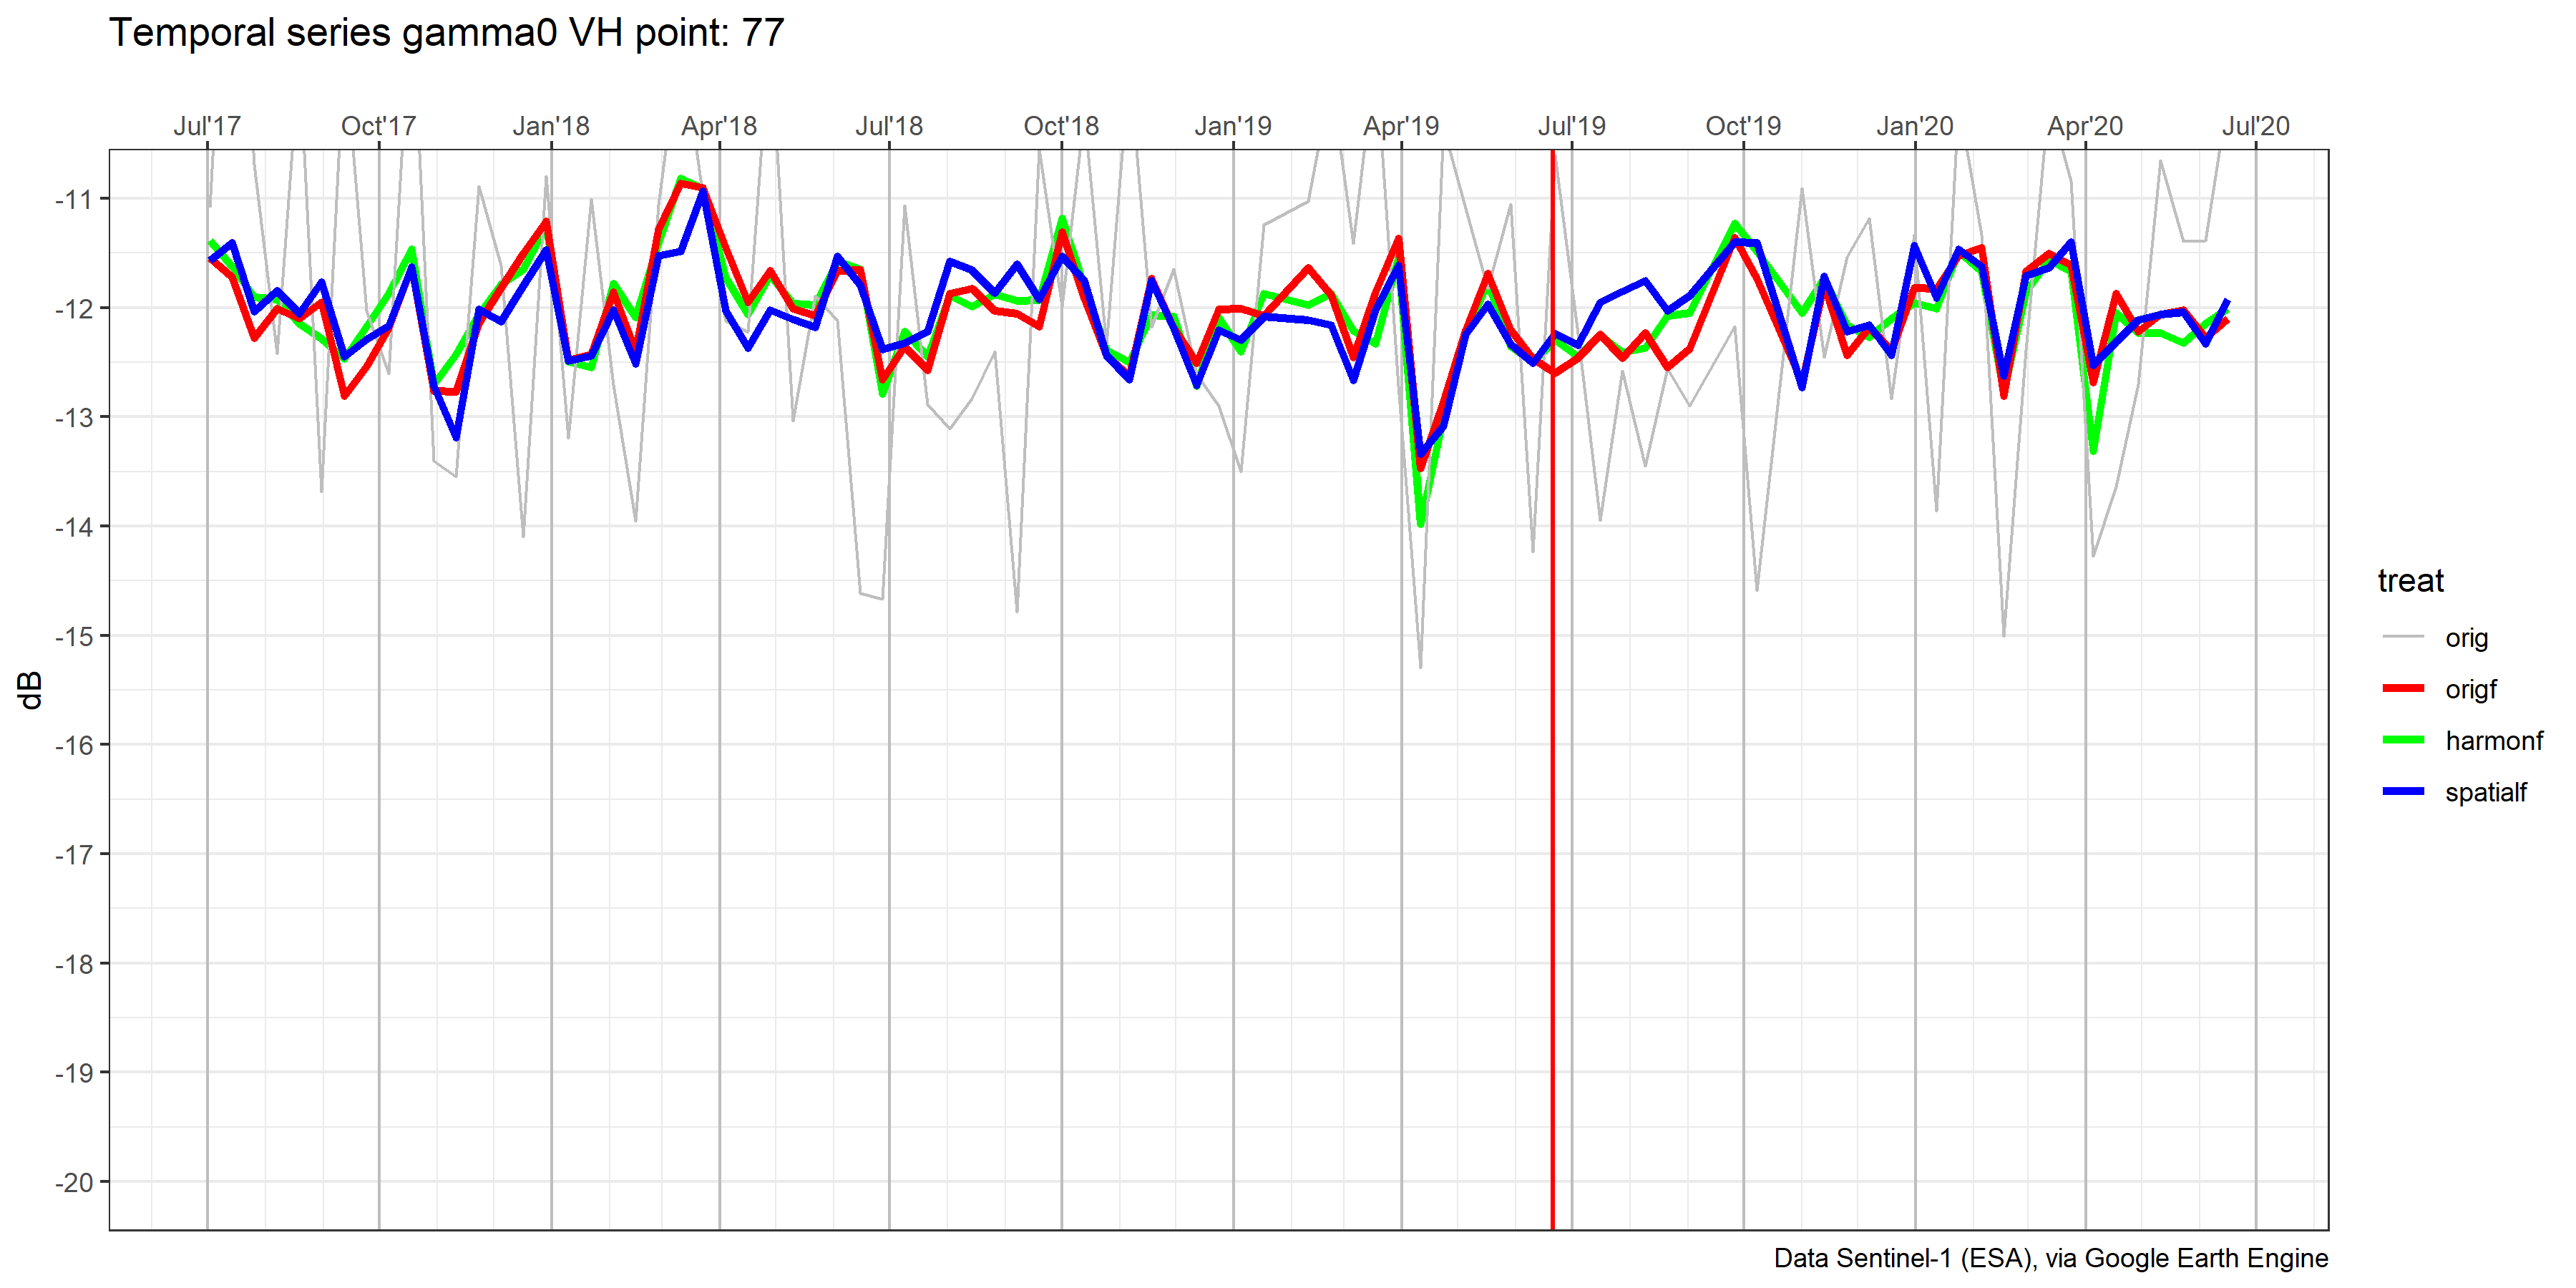 Temporal series gamma0 VH point: 77
Jul'17 Oct'17 Jan'18 Apr'18 Jul'18 Oct'18 Jan'19 Apr'19 Jul'19 Oct'19 Jan'20 Apr'20 Jul'20
-11
-12
-13
-14
-15
-16
-17
-18
-19
-20
dB
treat
orig
origf
harmonf
spatialf
Data Sentinel-1 (ESA), via Google Earth Engine